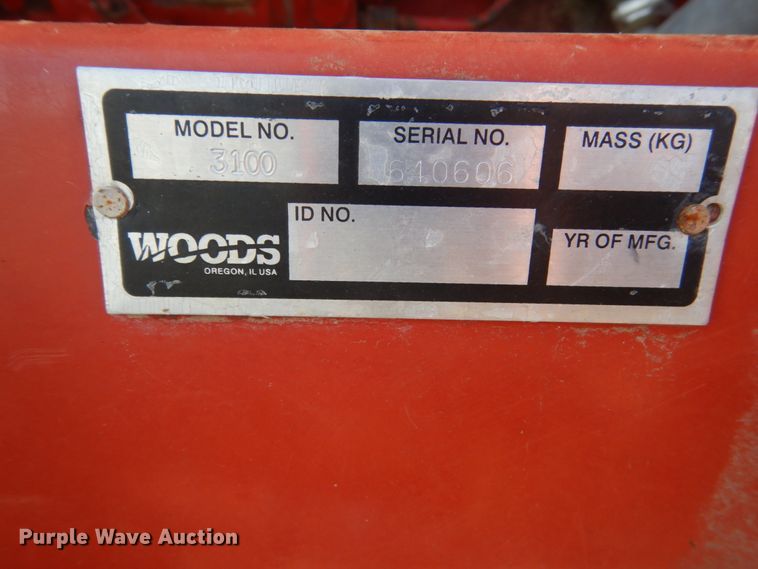 MODEL NO.
3100
SERIAL NO.
640606
MASS (KG)
WOODS
OREGON, IL USA
ID NO.
YR OF MFG.
Purple Wave Auction